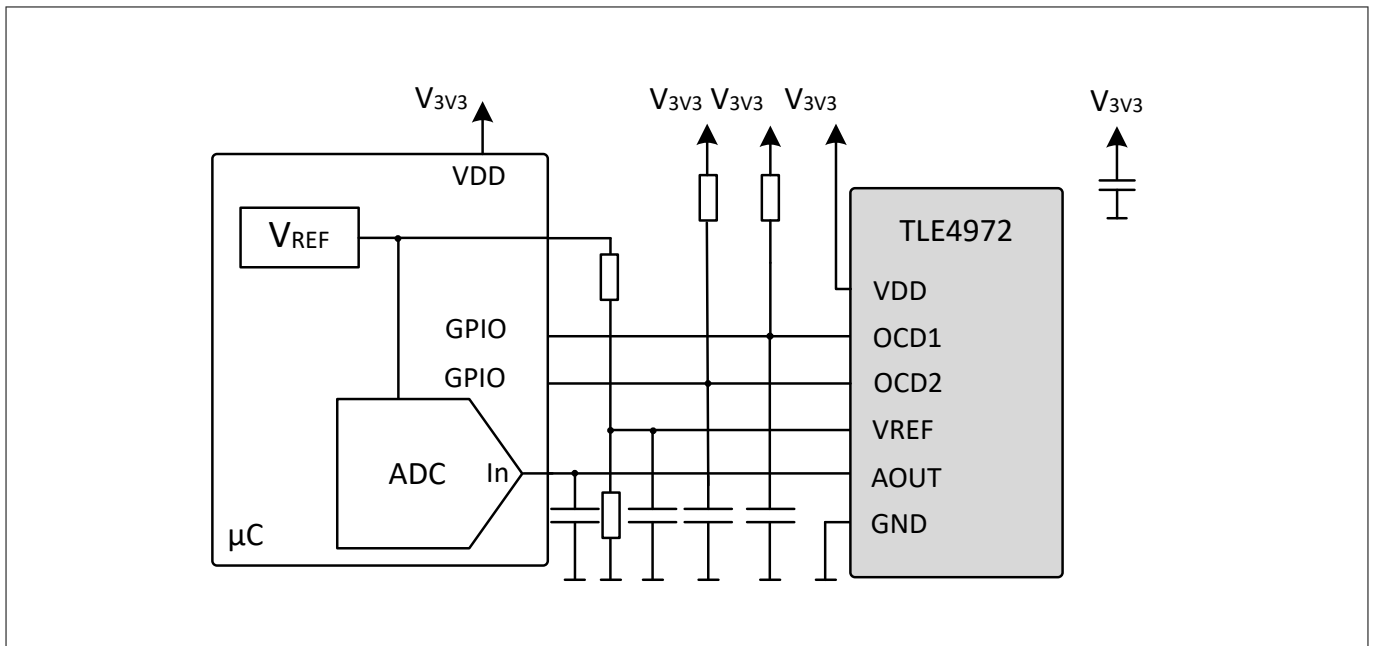 V3V3
V3V3 V3V3 V3V3
V3V3
VDD
VREF
TLE4972
VDD
GPIO
OCD1
GPIO
OCD2
VREF
ADC
In
AOUT
GND
µC